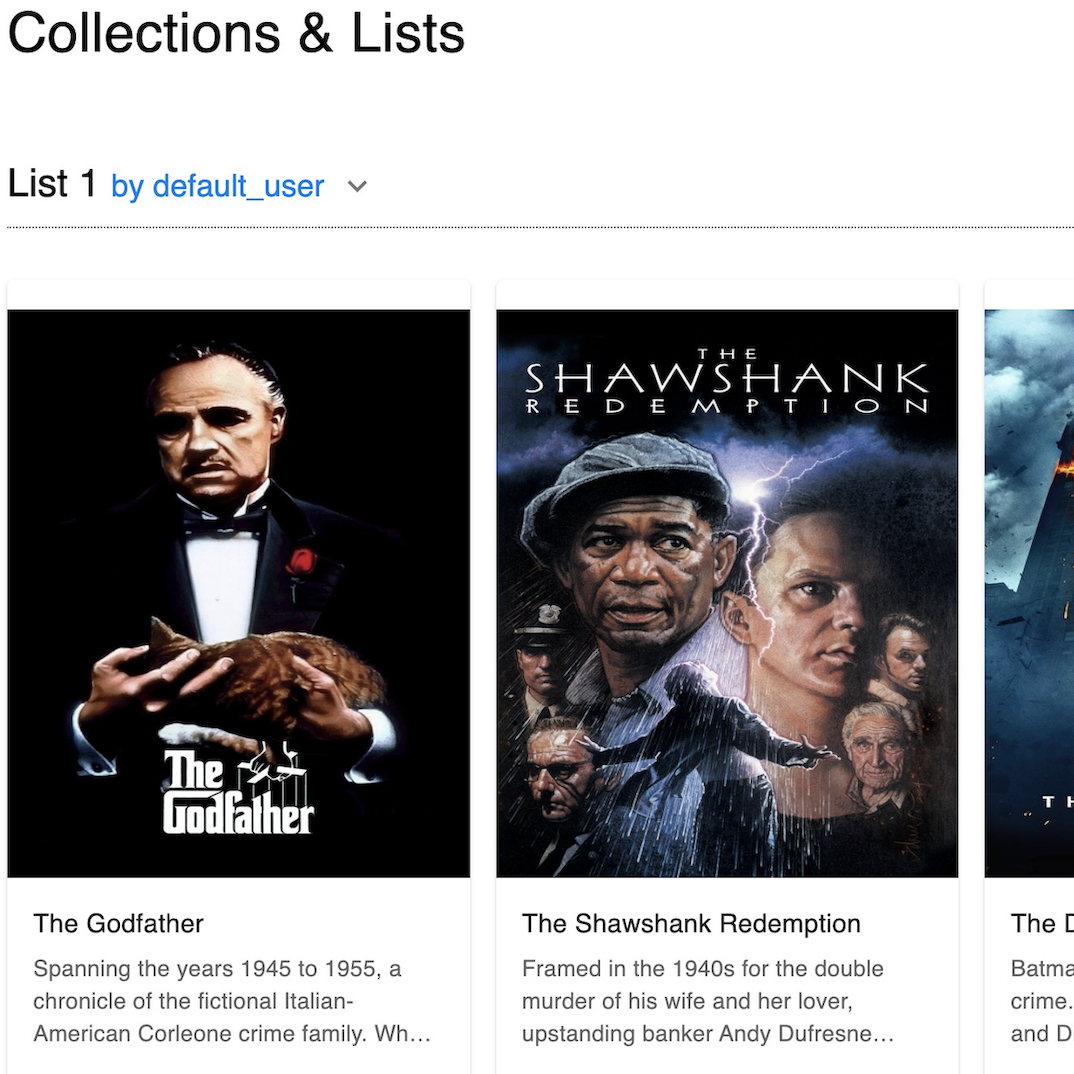 Collections & Lists
List 1 by default_user
The
Godfather
THE
SHAWSHANK
REDEMPTION
The Godfather
Spanning the years 1945 to 1955, a
chronicle of the fictional Italian-
American Corleone crime family. Wh...
The Shawshank Redemption
Framed in the 1940s for the double
murder of his wife and her lover,
upstanding banker Andy Dufresne...
The
crime.
and